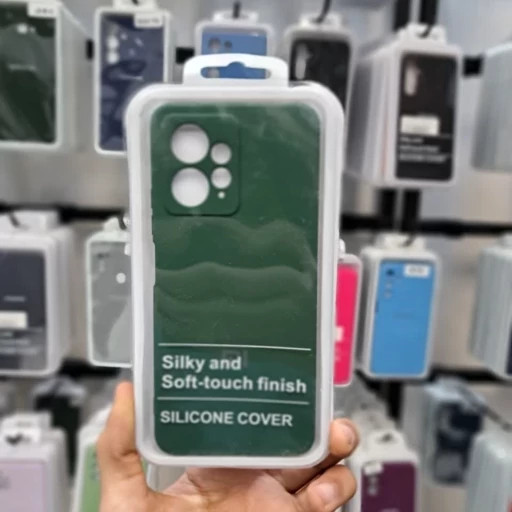 Silky and
Soft-touch finish
SILICONE COVER